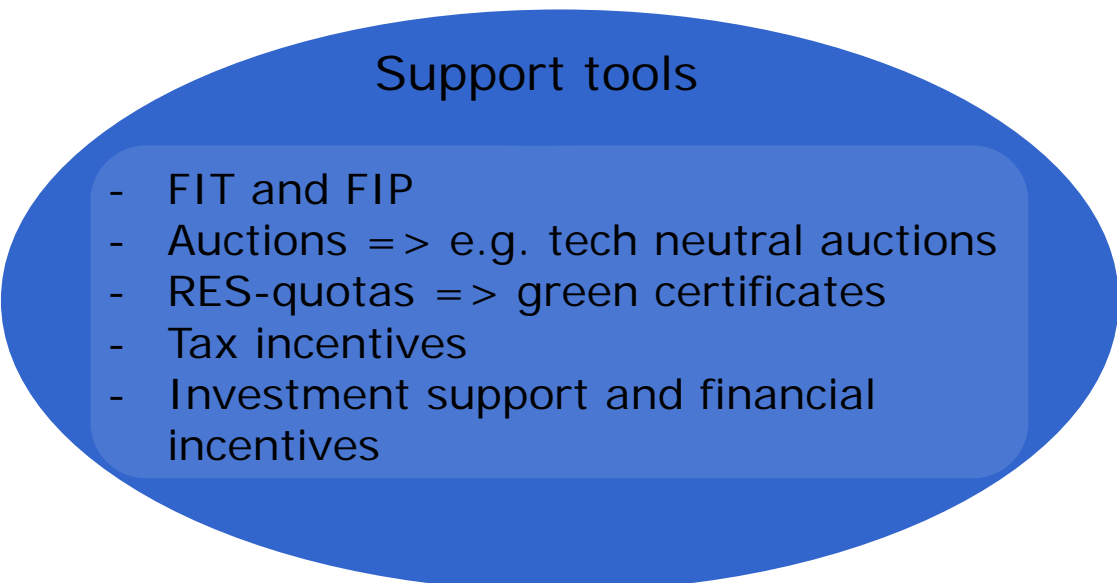 Support tools
- FIT and FIP
- Auctions => e.g. tech neutral auctions
- RES-quotas => green certificates
- Tax incentives
- Investment support and financial
incentives